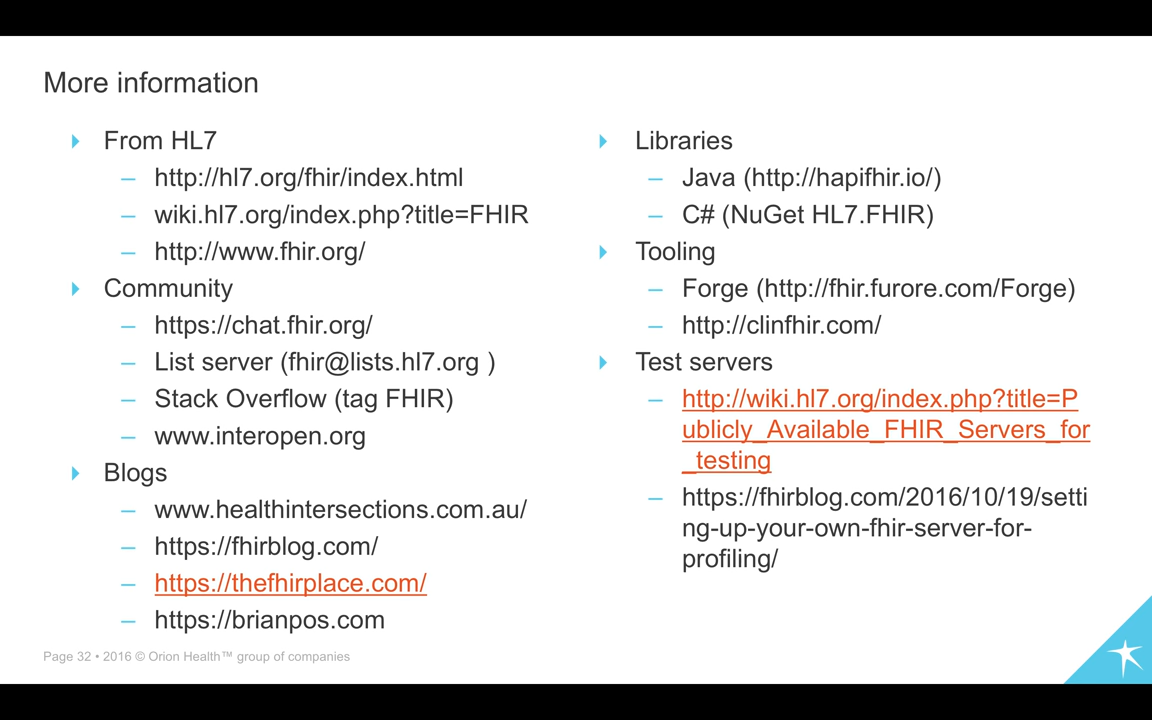 More information
From HL7
– http://hl7.org/fhir/index.html
– wiki.hl7.org/index.php?title=FHIR
– http://www.fhir.org/
Community
– https://chat.fhir.org/
– List server (fhir@lists.hl7.org )
– Stack Overflow (tag FHIR)
– www.interopen.org
Blogs
– www.healthintersections.com.au/
– https://fhirblog.com/
– https://thefhirplace.com/
– https://brianpos.com
Libraries
– Java (http://hapifhir.io/)
– C# (NuGet HL7.FHIR)
Tooling
– Forge (http://fhir.furore.com/Forge)
– http://clinfhir.com/
Test servers
– http://wiki.hl7.org/index.php?title=P
ublicly_Available_FHIR_Servers_for
_testing
– https://fhirblog.com/2016/10/19/setti
ng-up-your-own-fhir-server-for-
profiling/
Page 32 • 2016 © Orion Health™ group of companies